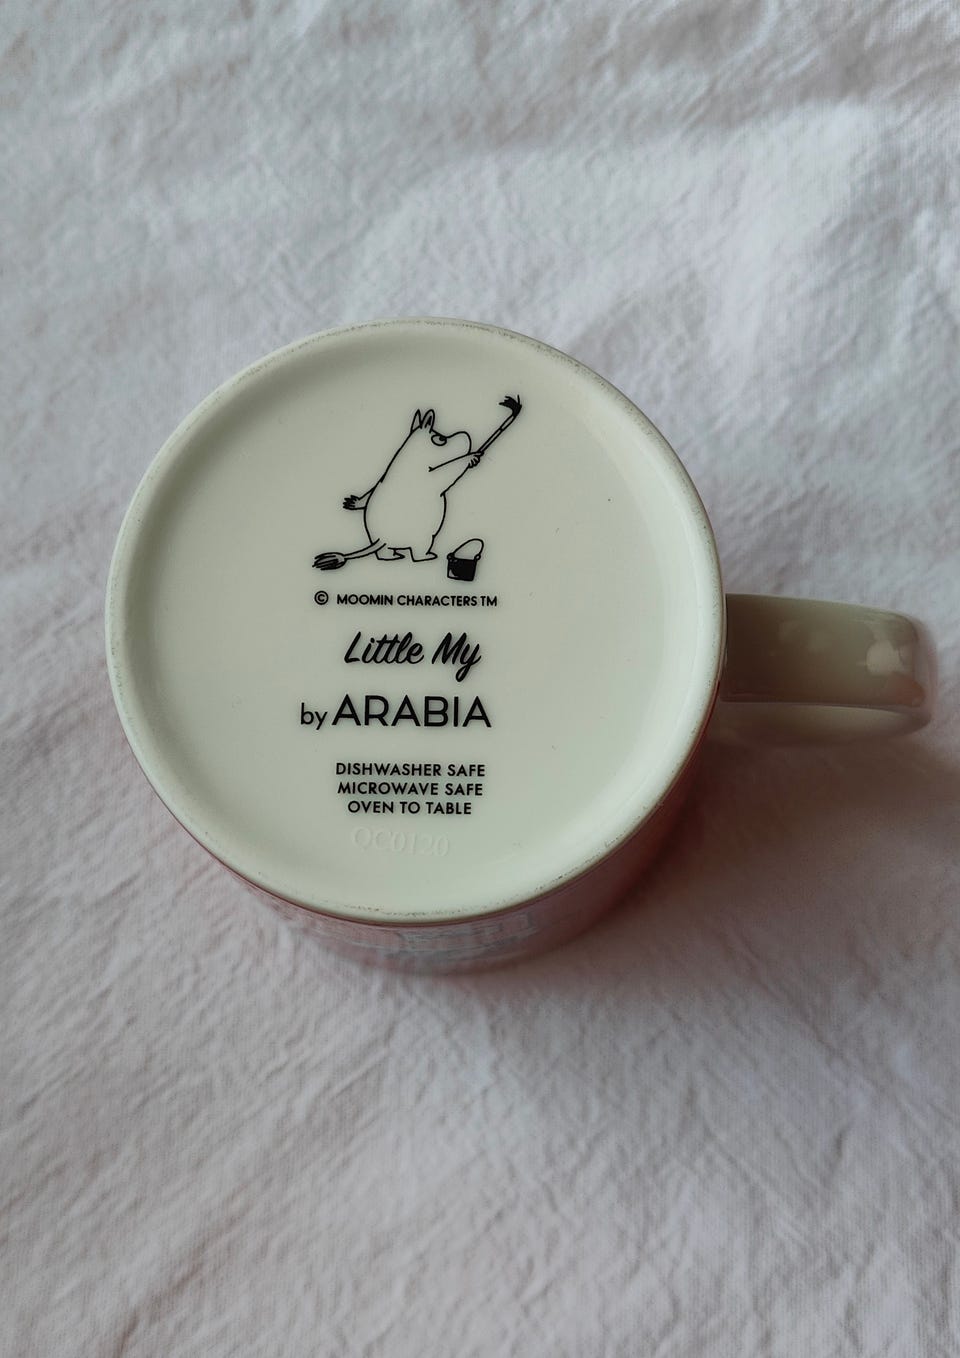 © MOOMIN CHARACTERS TM
Little My
by ARABIA
DISHWASHER SAFE
MICROWAVE SAFE
OVEN TO TABLE
QC0120